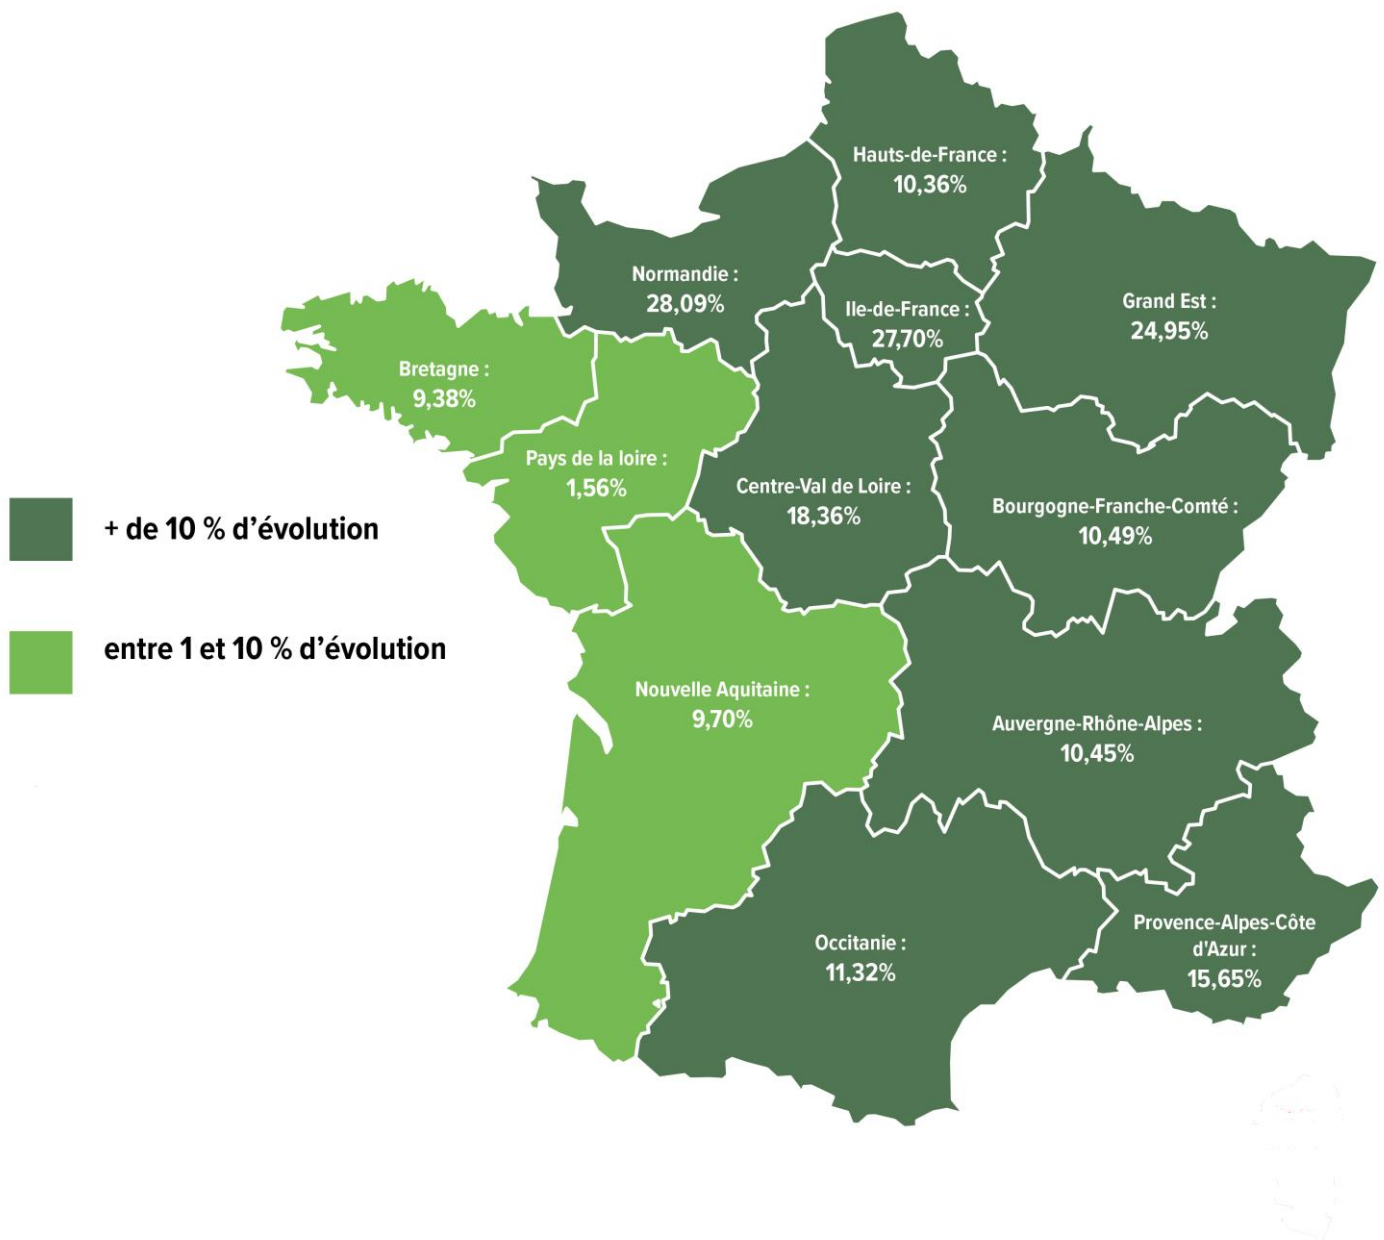 Hauts-de-France :
10,36%
Normandie :
28,09%
Ile-de-France :
27,70%
Grand Est :
24,95%
Bretagne :
9,38%
Pays de la loire :
1,56%
Centre-Val de Loire :
18,36%
Bourgogne-Franche-Comté :
10,49%
+ de 10 % d'évolution
entre 1 et 10 % d'évolution
Nouvelle Aquitaine :
9,70%
Auvergne-Rhône-Alpes :
10,45%
Occitanie :
11,32%
Provence-Alpes-Côte
d'Azur :
15,65%